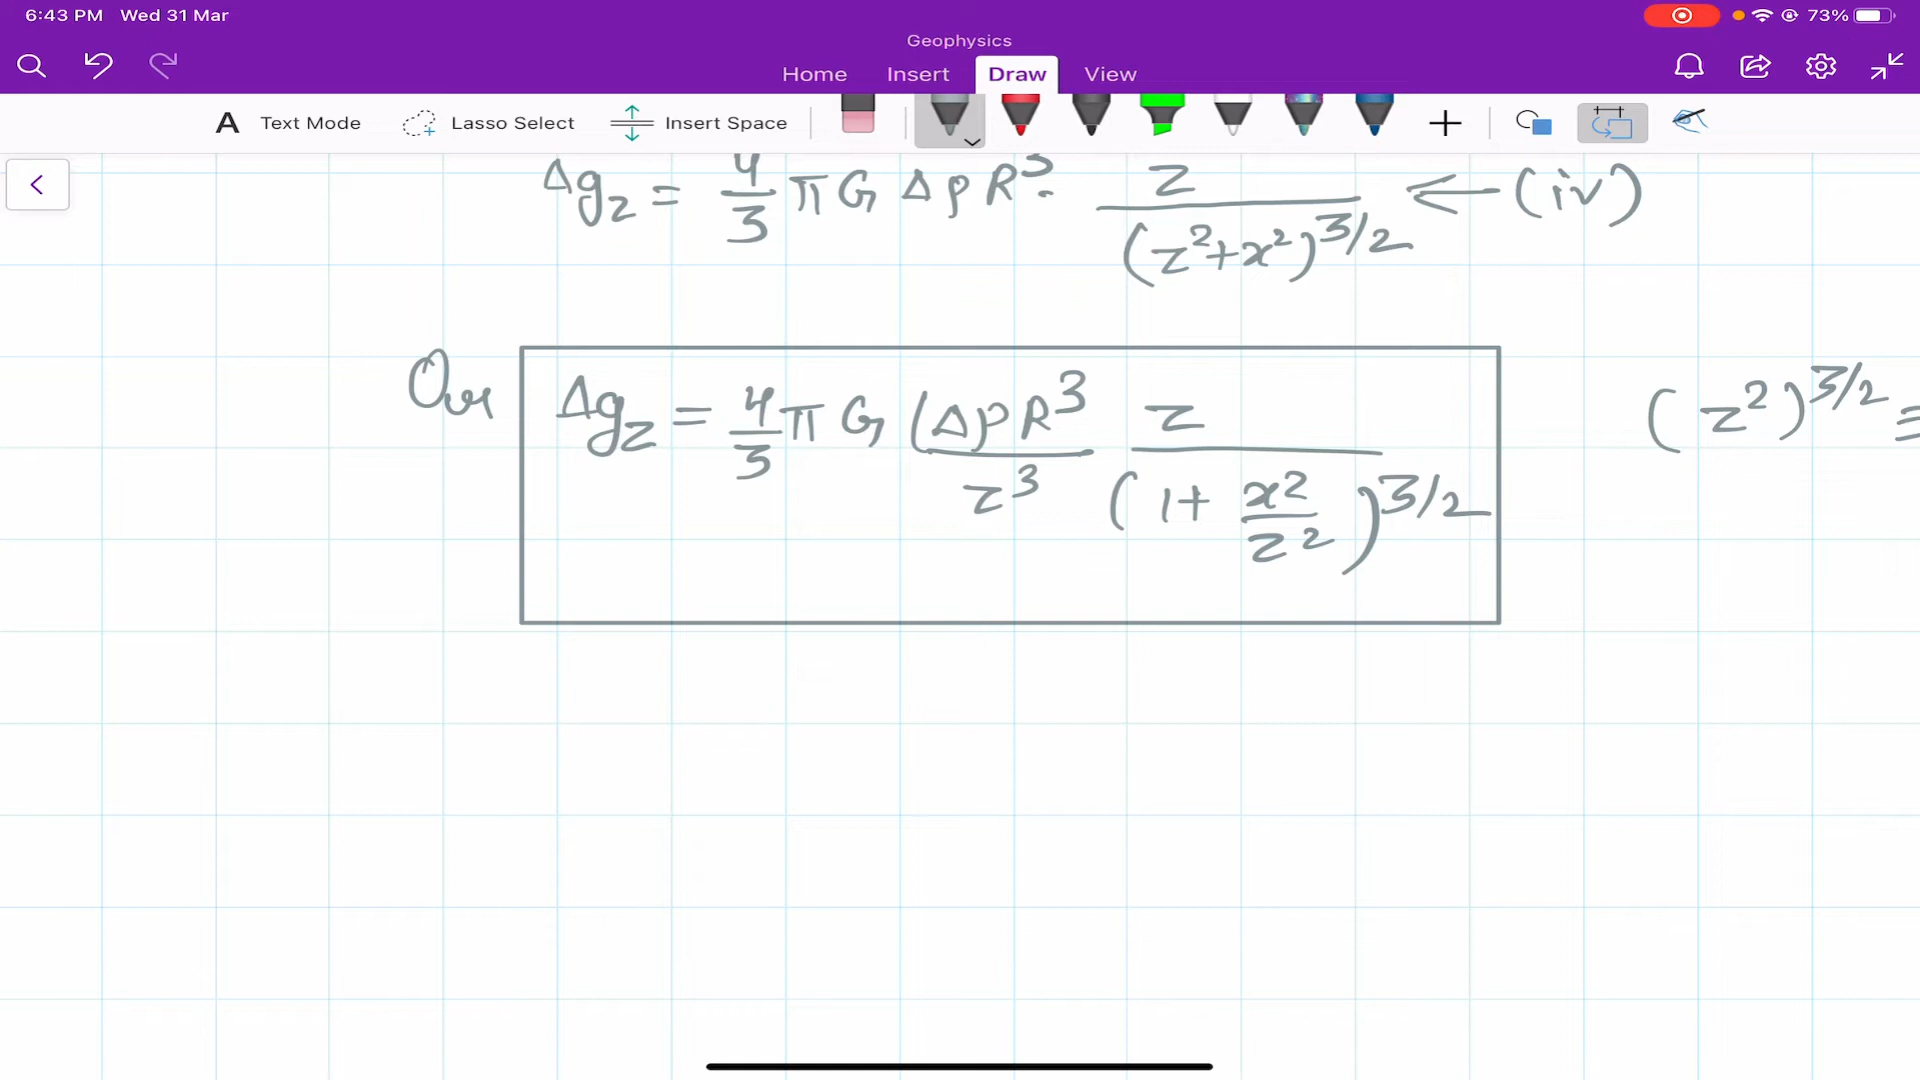 6:43 PM Wed 31 Mar
73%
Geophysics
Home Insert Draw View
A Text Mode Lasso Select Insert Space
Δg_z = 4/3 π G Δρ R³. z/(z²+x²)^3/2 ← (iv)
Or Δg_z = 4/3 π G (Δ)ρR³/z³ z/(1+ x²/z²)^3/2
(z²)^3/2 =